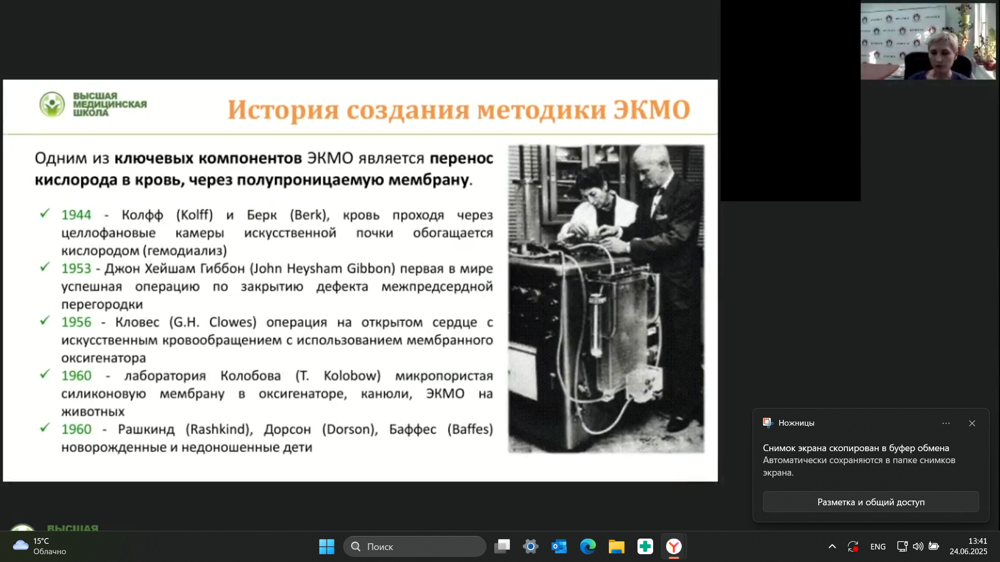 ВЫСШАЯ
МЕДИЦИНСКАЯ
ШКОЛА
История создания методики ЭКМО
Одним из ключевых компонентов ЭКМО является перенос
кислорода в кровь, через полупроницаемую мембрану.
✓ 1944 - Колфф (Kolff) и Берк (Berk), кровь проходя через
целлофановые камеры искусственной почки обогащается
кислородом (гемодиализ)
✓ 1953 - Джон Хейшам Гиббон (John Heysham Gibbon) первая в мире
успешная операцию по закрытию дефекта межпредсердной
перегородки
✓ 1956 - Кловес (G.H. Clowes) операция на открытом сердце с
искусственным кровообращением с использованием мембранного
оксигенатора
✓ 1960 - лаборатория Колобова (T. Kolobow) микропористая
силиконовую мембрану в оксигенаторе, канюли, ЭКМО на
животных
✓ 1960 - Рашкинд (Rashkind), Дорсон (Dorson), Баффес (Baffes)
новорожденные и недоношенные дети
Ножницы
Снимок экрана скопирован в буфер обмена
Автоматически сохраняются в папке снимков
экрана.
Разметка и общий доступ
ВЫСШАЯ
15°C
Облачно
Поиск
ENG
13:41
24.06.2025